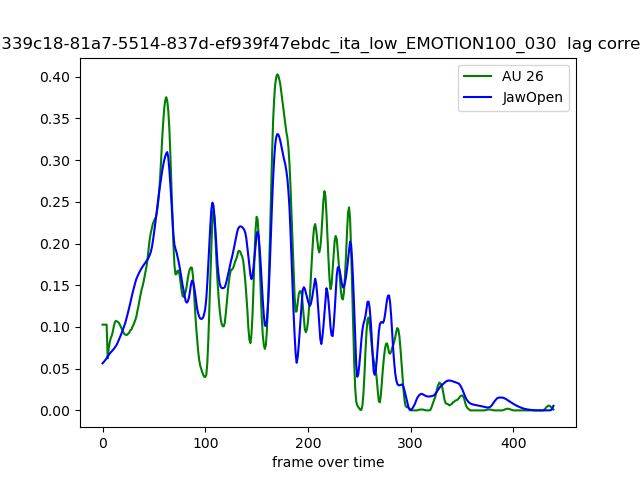 339c18-81a7-5514-837d-ef939f47ebdc_ita_low_EMOTION100_030 lag corre
AU 26
JawOpen
0.40
0.35
0.30
0.25
0.20
0.15
0.10
0.05
0.00
0 100 200 300 400
frame over time